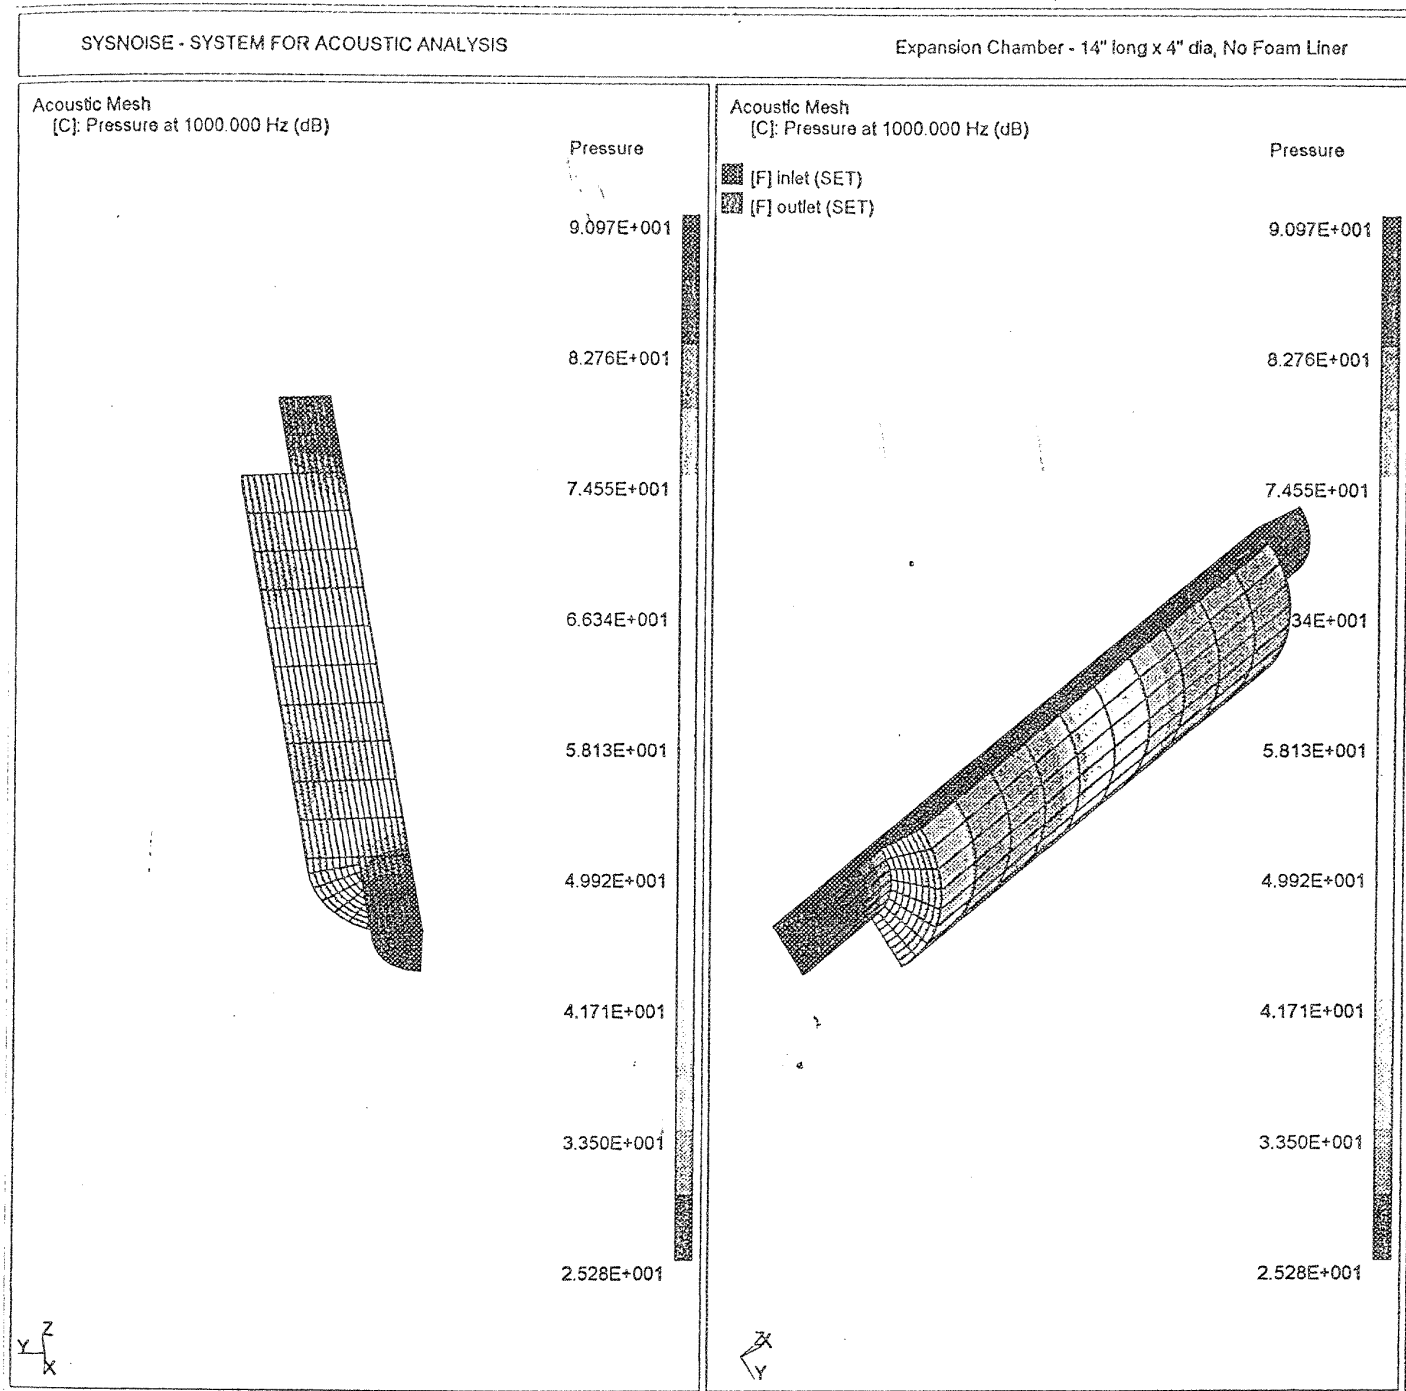 SYSNOISE - SYSTEM FOR ACOUSTIC ANALYSIS
Expansion Chamber - 14" long x 4" dia, No Foam Liner
Acoustic Mesh
[C]: Pressure at 1000.000 Hz (dB)
Pressure
9.097E+001
8.276E+001
7.455E+001
6.634E+001
5.813E+001
4.992E+001
4.171E+001
3.350E+001
2.528E+001
Z
Y
X
Acoustic Mesh
[C]: Pressure at 1000.000 Hz (dB)
Pressure
[F] inlet (SET)
[F] outlet (SET)
9.097E+001
8.276E+001
7.455E+001
34E+001
5.813E+001
4.992E+001
4.171E+001
3.350E+001
2.528E+001
ZX
Y